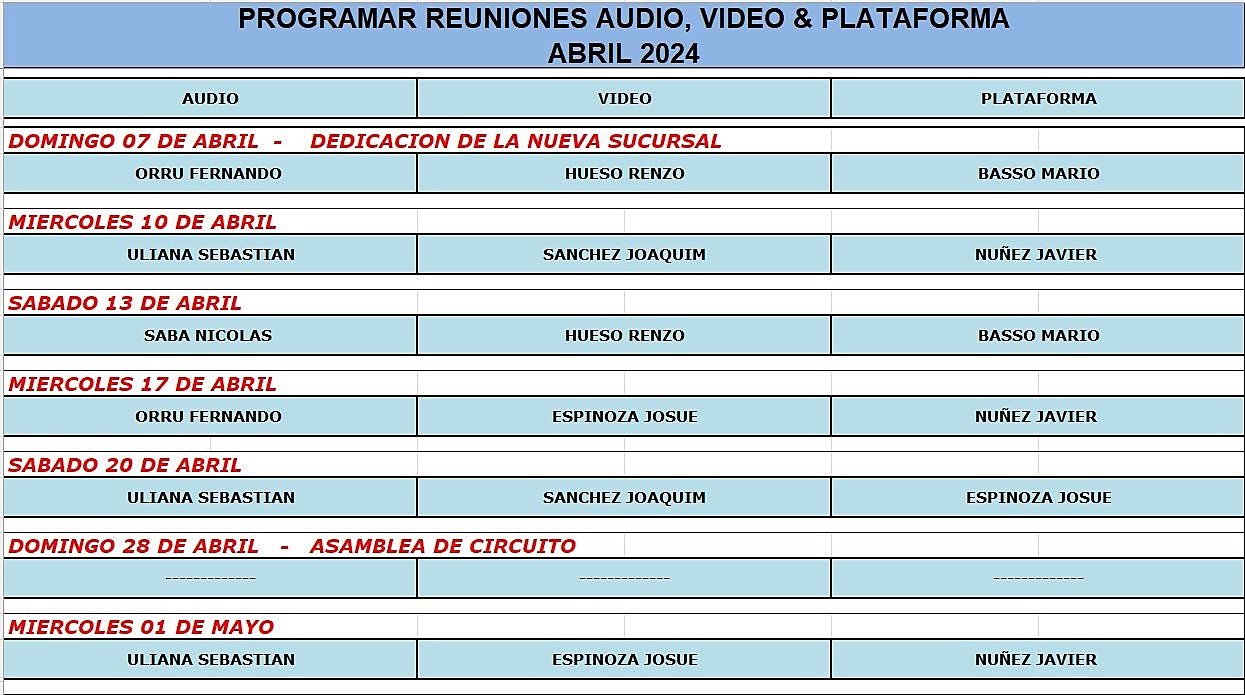 PROGRAMAR REUNIONES AUDIO, VIDEO & PLATAFORMA
ABRIL 2024
AUDIO VIDEO PLATAFORMA
DOMINGO 07 DE ABRIL - DEDICACION DE LA NUEVA SUCURSAL
ORRU FERNANDO HUESO RENZO BASSO MARIO
MIERCOLES 10 DE ABRIL
ULIANA SEBASTIAN SANCHEZ JOAQUIM NUÑEZ JAVIER
SABADO 13 DE ABRIL
SABA NICOLAS HUESO RENZO BASSO MARIO
MIERCOLES 17 DE ABRIL
ORRU FERNANDO ESPINOZA JOSUE NUÑEZ JAVIER
SABADO 20 DE ABRIL
ULIANA SEBASTIAN SANCHEZ JOAQUIM ESPINOZA JOSUE
DOMINGO 28 DE ABRIL - ASAMBLEA DE CIRCUITO
------------- ------------- -------------
MIERCOLES 01 DE MAYO
ULIANA SEBASTIAN ESPINOZA JOSUE NUÑEZ JAVIER